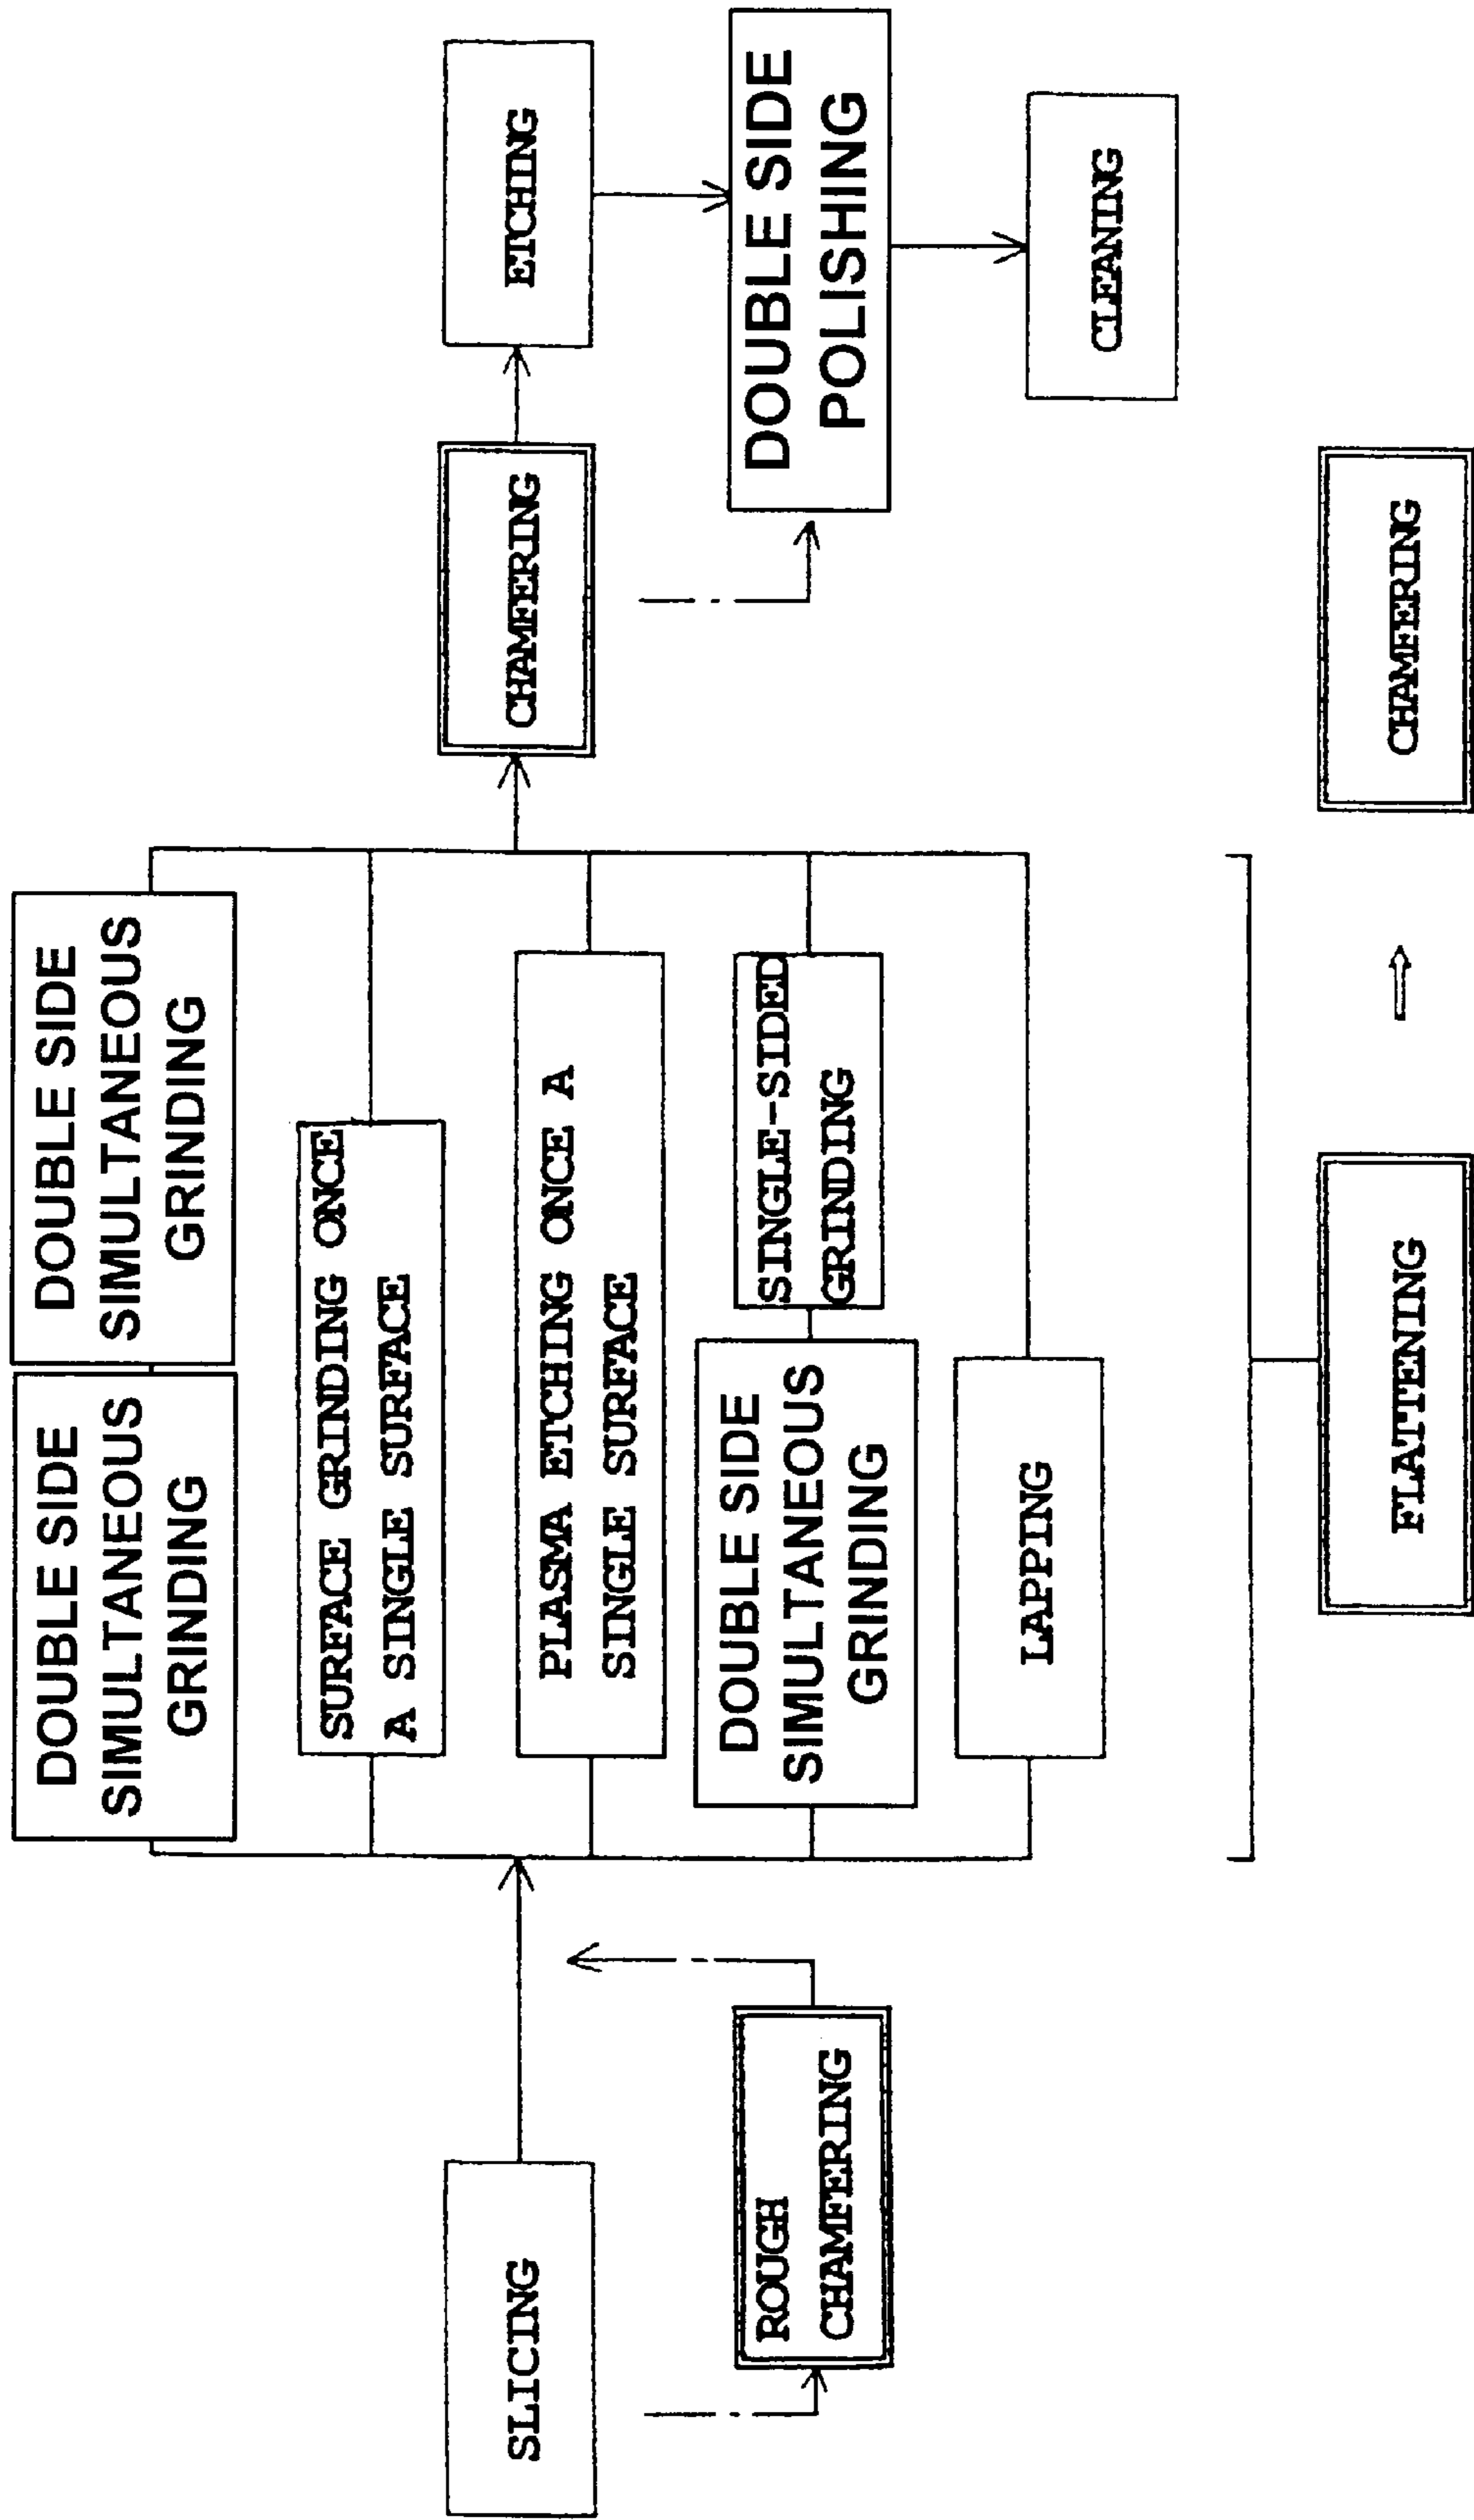 SLICING
ROUGH
CHAMFERING
DOUBLE SIDE
SIMULTANEOUS
GRINDING
DOUBLE SIDE
SIMULTANEOUS
GRINDING
SURFACE GRINDING ONCE
A SINGLE SURFACE
PLASMA ETCHING ONCE A
SINGLE SURFACE
DOUBLE SIDE
SIMULTANEOUS
GRINDING
SINGLE-SIDED
GRINDING
LAPPING
CHAMFERING
ETCHING
DOUBLE SIDE
POLISHING
CLEANING
FLATTENING
CHAMFERING